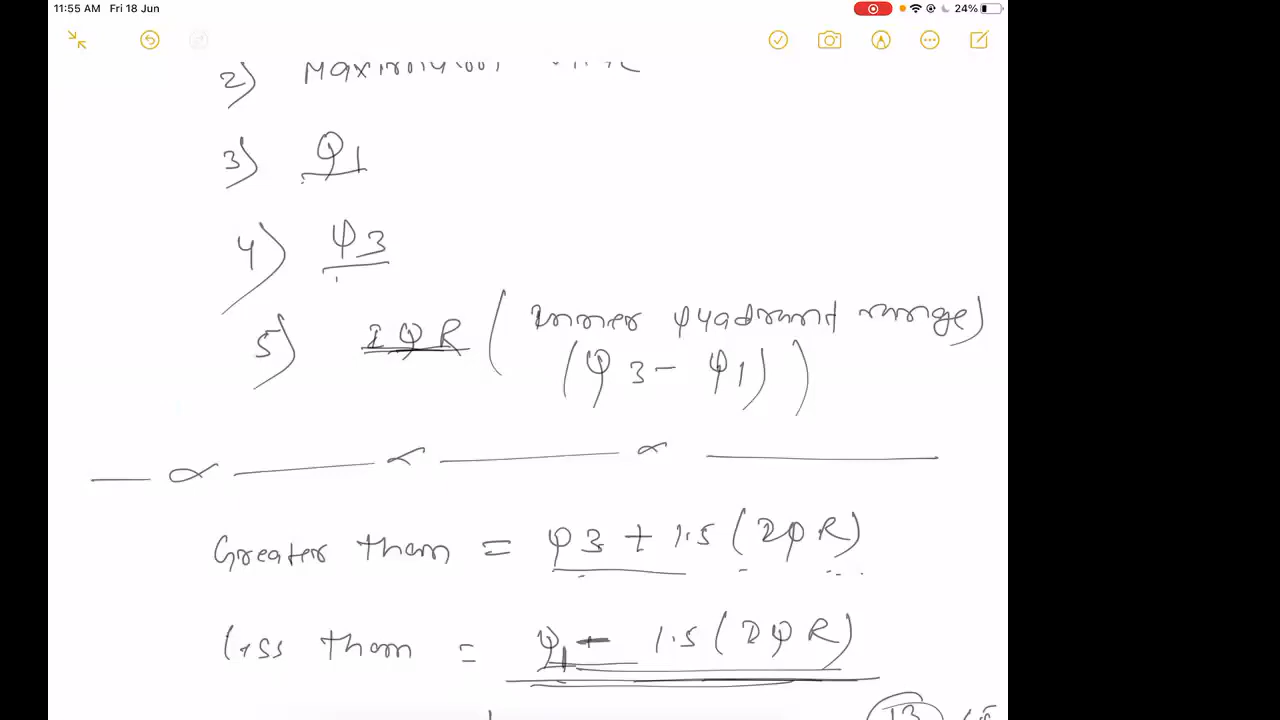 11:55 AM Fri 18 Jun 24%
2)
3) Q1
4) Q3
5) IQR (Inner Quadrant range)
(Q3 - Q1))
Greater than = Q3 + 1.5 (IQR)
Less than = Q1 - 1.5 (IQR)
13